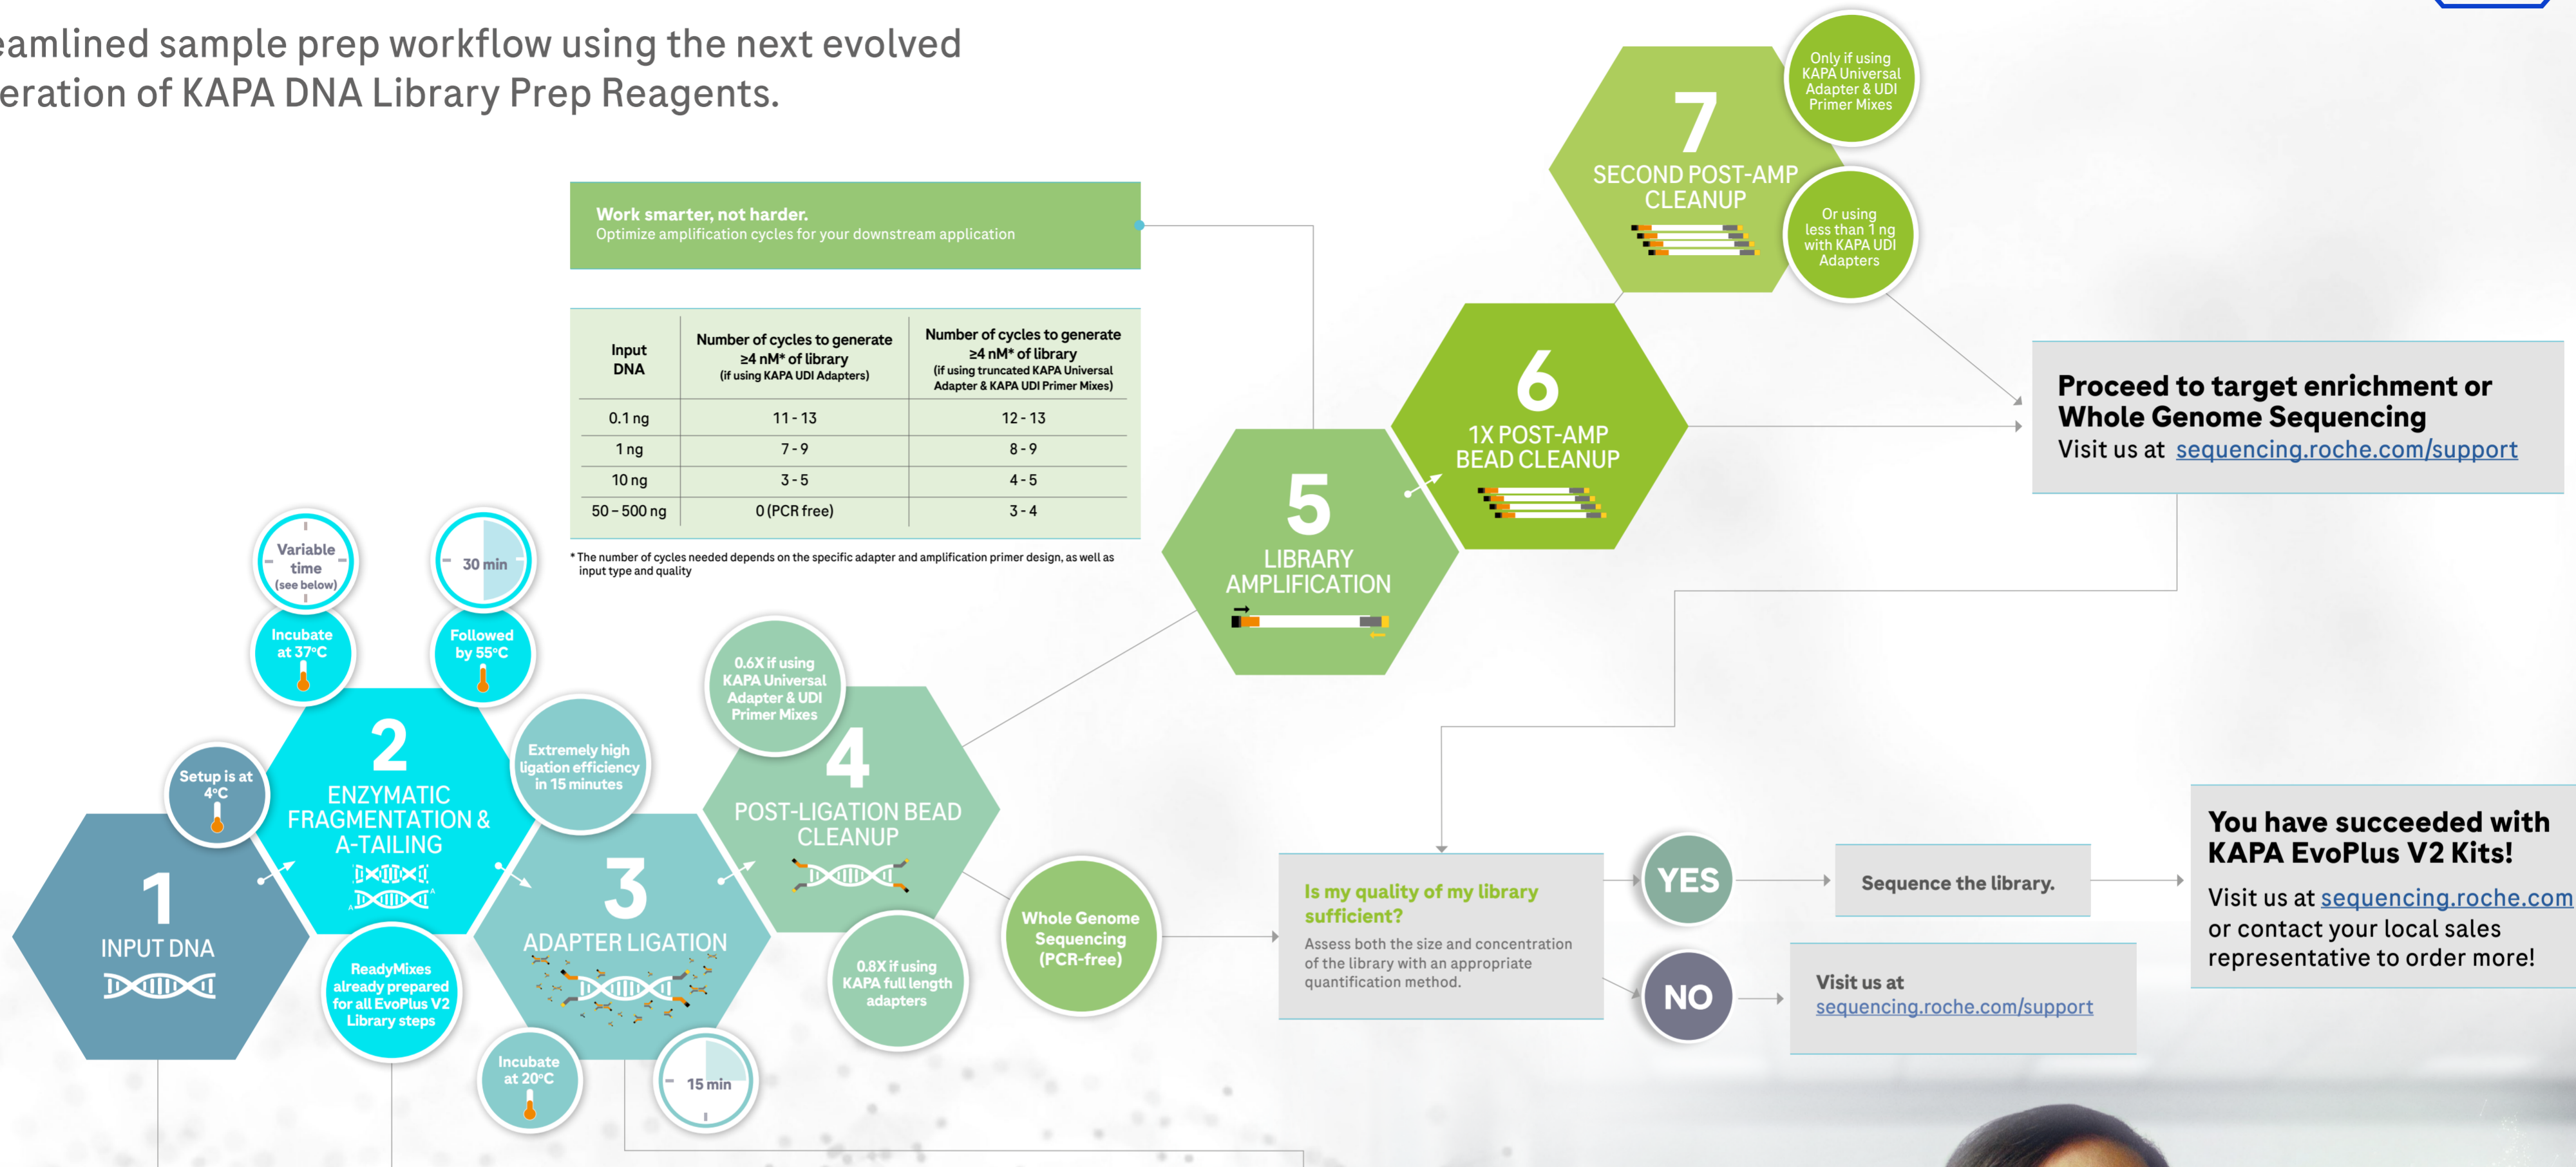 eamlined sample prep workflow using the next evolved
eration of KAPA DNA Library Prep Reagents.
Work smarter, not harder.
Optimize amplification cycles for your downstream application
Input
DNA
Number of cycles to generate
≥4 nM* of library
(if using KAPA UDI Adapters)
Number of cycles to generate
≥4 nM* of library
(if using truncated KAPA Universal
Adapter & KAPA UDI Primer Mixes)
0.1 ng 11 - 13 12 - 13
1 ng 7 - 9 8 - 9
10 ng 3 - 5 4 - 5
50 – 500 ng 0 (PCR free) 3 - 4
* The number of cycles needed depends on the specific adapter and amplification primer design, as well as
input type and quality
1
INPUT DNA
Setup is at
4°C
2
ENZYMATIC
FRAGMENTATION &
A-TAILING
A
A
Variable
time
(see below)
Incubate
at 37°C
30 min
Followed
by 55°C
ReadyMixes
already prepared
for all EvoPlus V2
Library steps
Extremely high
ligation efficiency
in 15 minutes
3
ADAPTER LIGATION
Incubate
at 20°C
15 min
0.6X if using
KAPA Universal
Adapter & UDI
Primer Mixes
4
POST-LIGATION BEAD
CLEANUP
0.8X if using
KAPA full length
adapters
Whole Genome
Sequencing
(PCR-free)
5
LIBRARY
AMPLIFICATION
6
1X POST-AMP
BEAD CLEANUP
7
SECOND POST-AMP
CLEANUP
Only if using
KAPA Universal
Adapter & UDI
Primer Mixes
Or using
less than 1 ng
with KAPA UDI
Adapters
Proceed to target enrichment or
Whole Genome Sequencing
Visit us at sequencing.roche.com/support
Is my quality of my library
sufficient?
Assess both the size and concentration
of the library with an appropriate
quantification method.
YES
Sequence the library.
NO
Visit us at
sequencing.roche.com/support
You have succeeded with
KAPA EvoPlus V2 Kits!
Visit us at sequencing.roche.com
or contact your local sales
representative to order more!